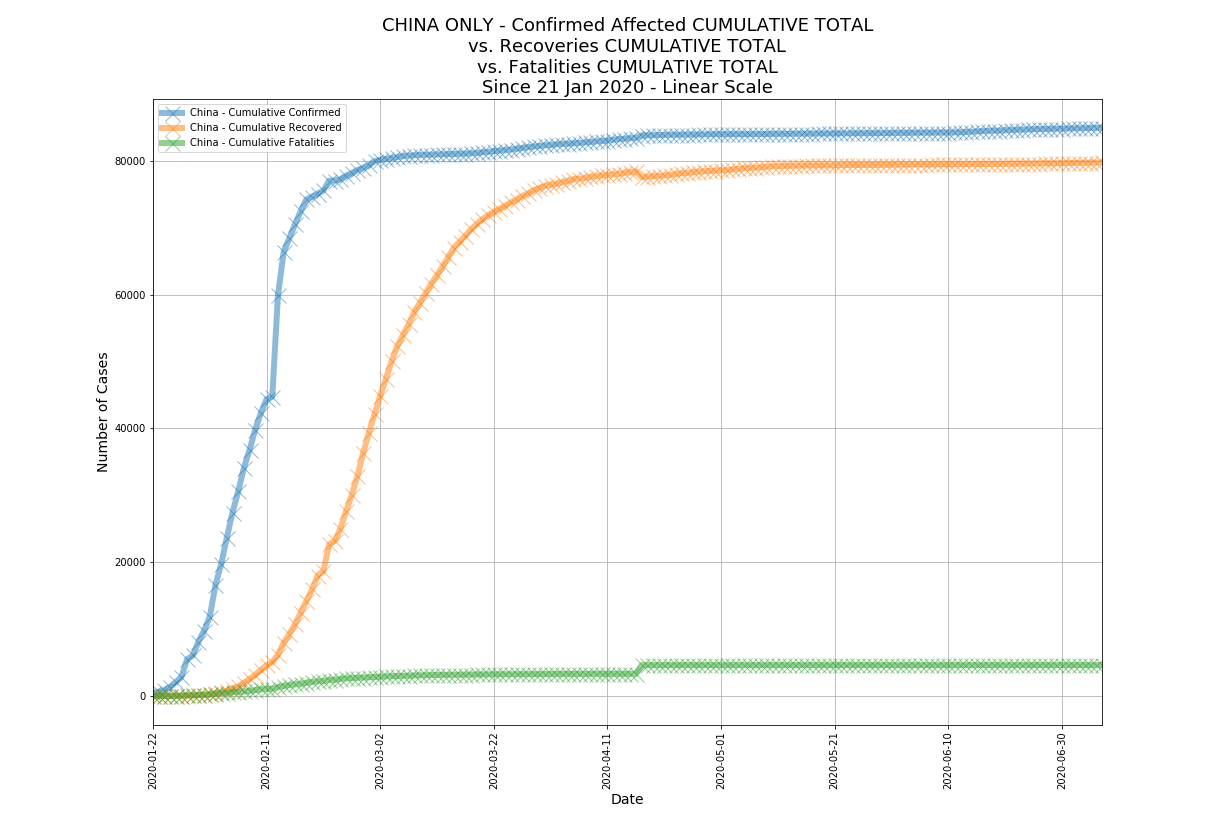 CHINA ONLY - Confirmed Affected CUMULATIVE TOTAL
vs. Recoveries CUMULATIVE TOTAL
vs. Fatalities CUMULATIVE TOTAL
Since 21 Jan 2020 - Linear Scale
China - Cumulative Confirmed
China - Cumulative Recovered
China - Cumulative Fatalities
Number of Cases
80000
60000
40000
20000
0
2020-01-22
2020-02-11
2020-03-02
2020-03-22
2020-04-11
2020-05-01
2020-05-21
2020-06-10
2020-06-30
Date